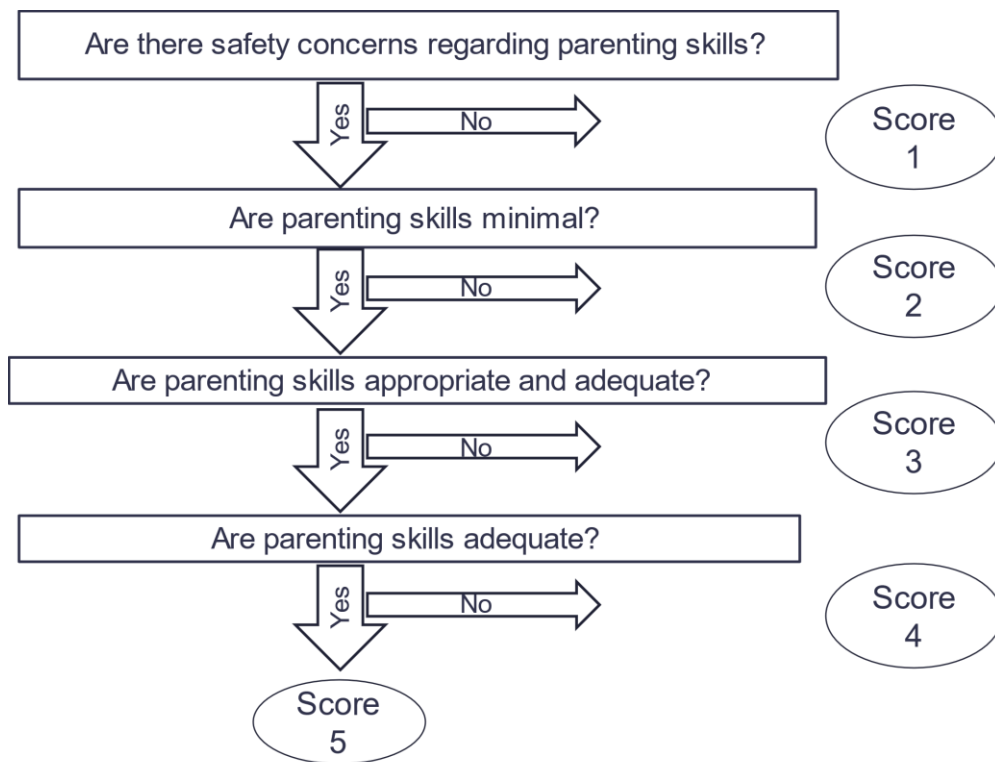 Are there safety concerns regarding parenting skills?
Yes
No
Score
1
Are parenting skills minimal?
Yes
No
Score
2
Are parenting skills appropriate and adequate?
Yes
No
Score
3
Are parenting skills adequate?
Yes
No
Score
4
Score
5